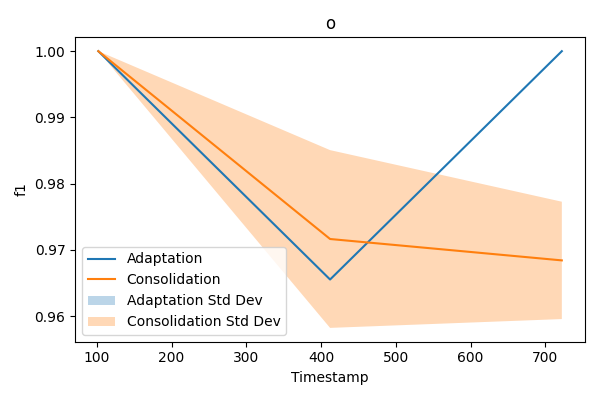 o
1.00
0.99
0.98
0.97
0.96
f1
Adaptation
Consolidation
Adaptation Std Dev
Consolidation Std Dev
100 200 300 400 500 600 700
Timestamp